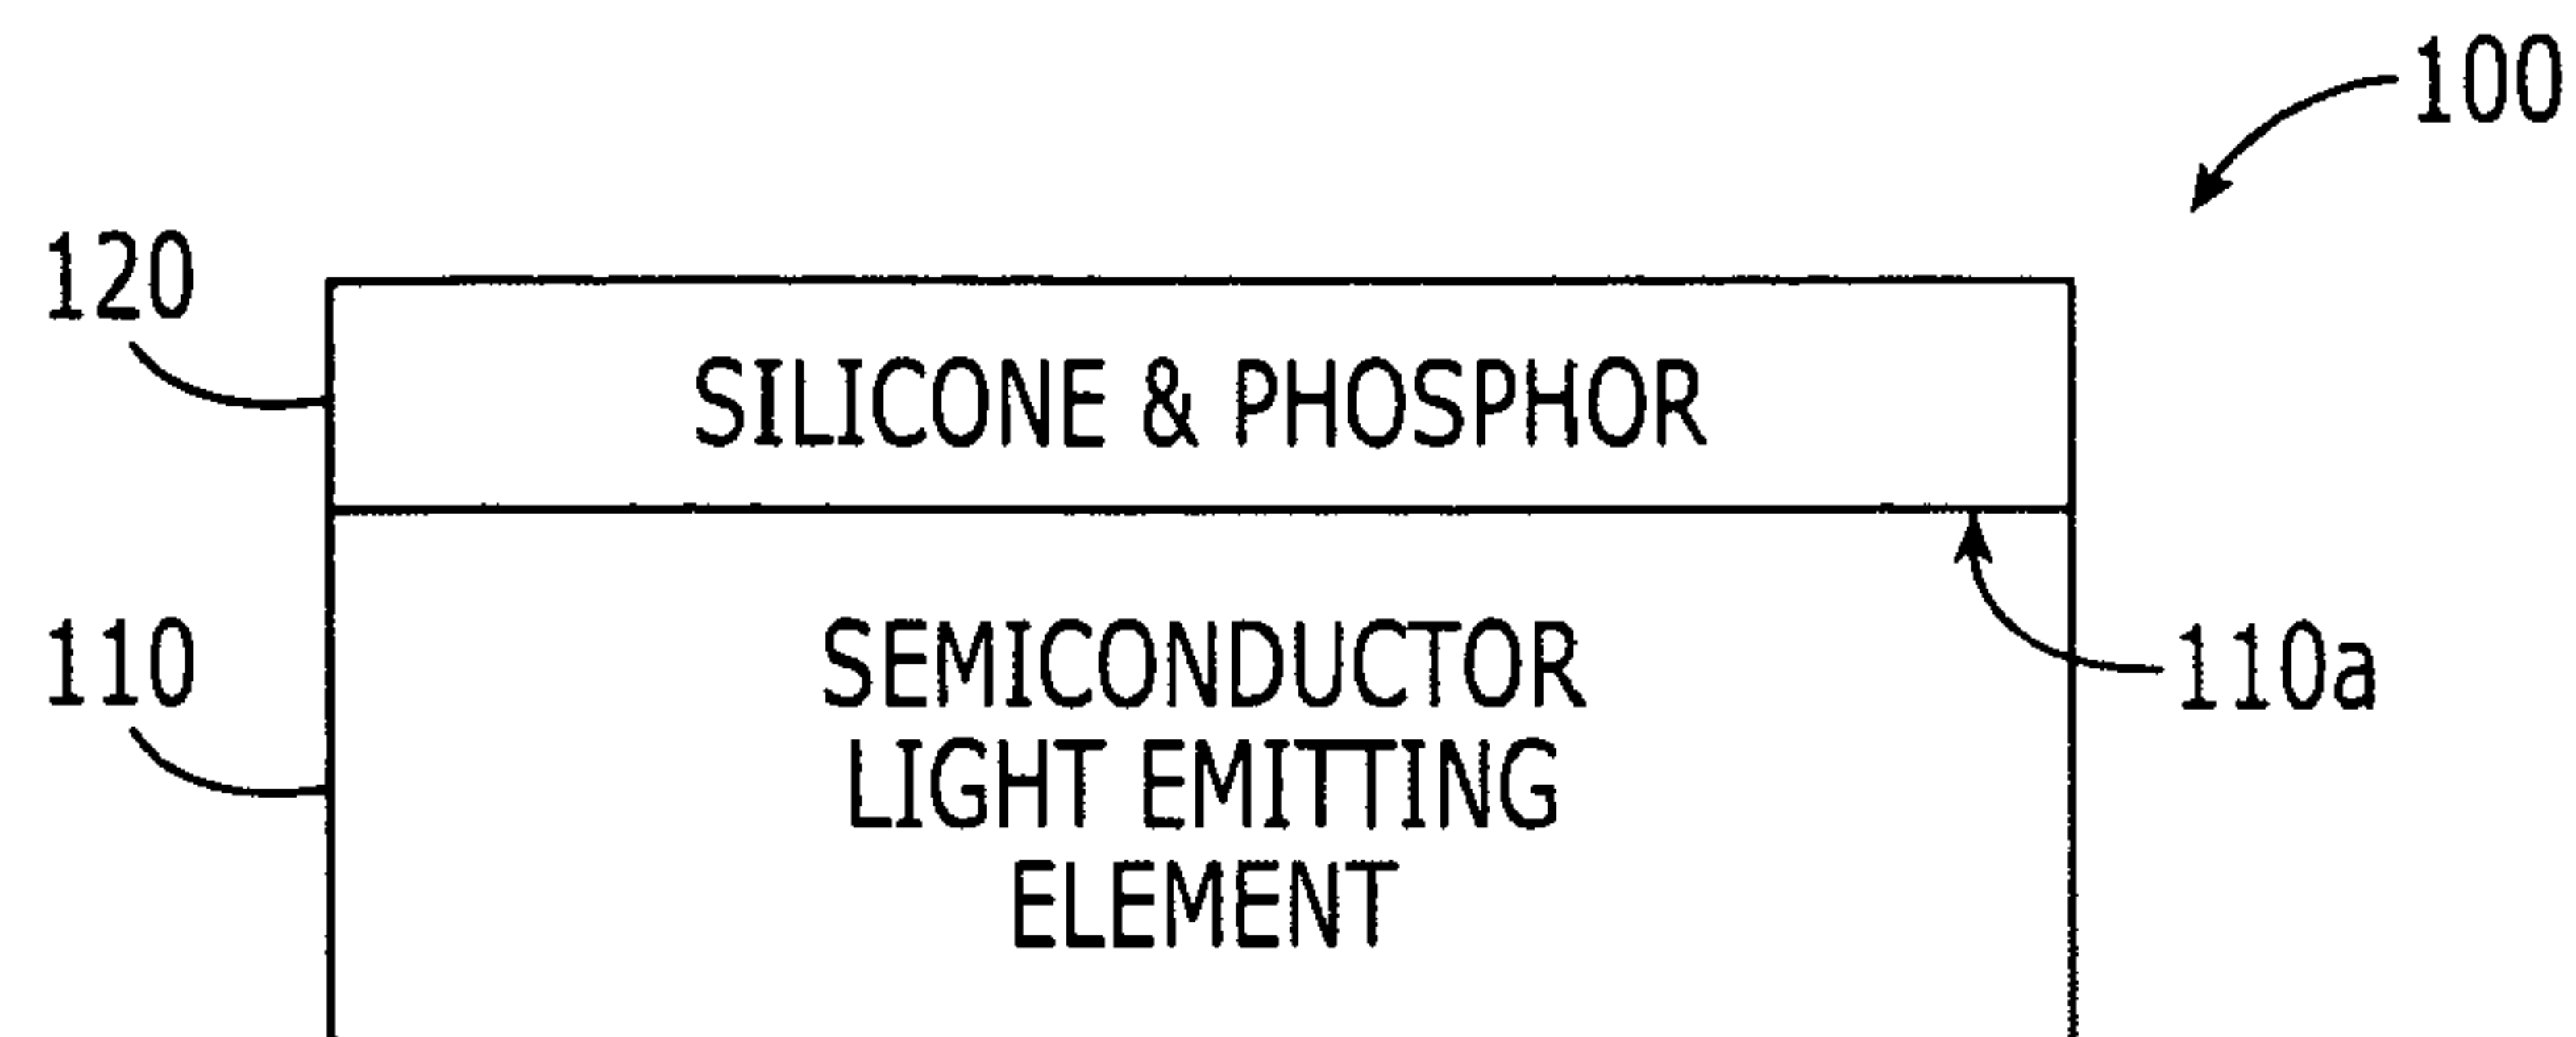 100
120
SILICONE & PHOSPHOR
110
110a
SEMICONDUCTOR
LIGHT EMITTING
ELEMENT